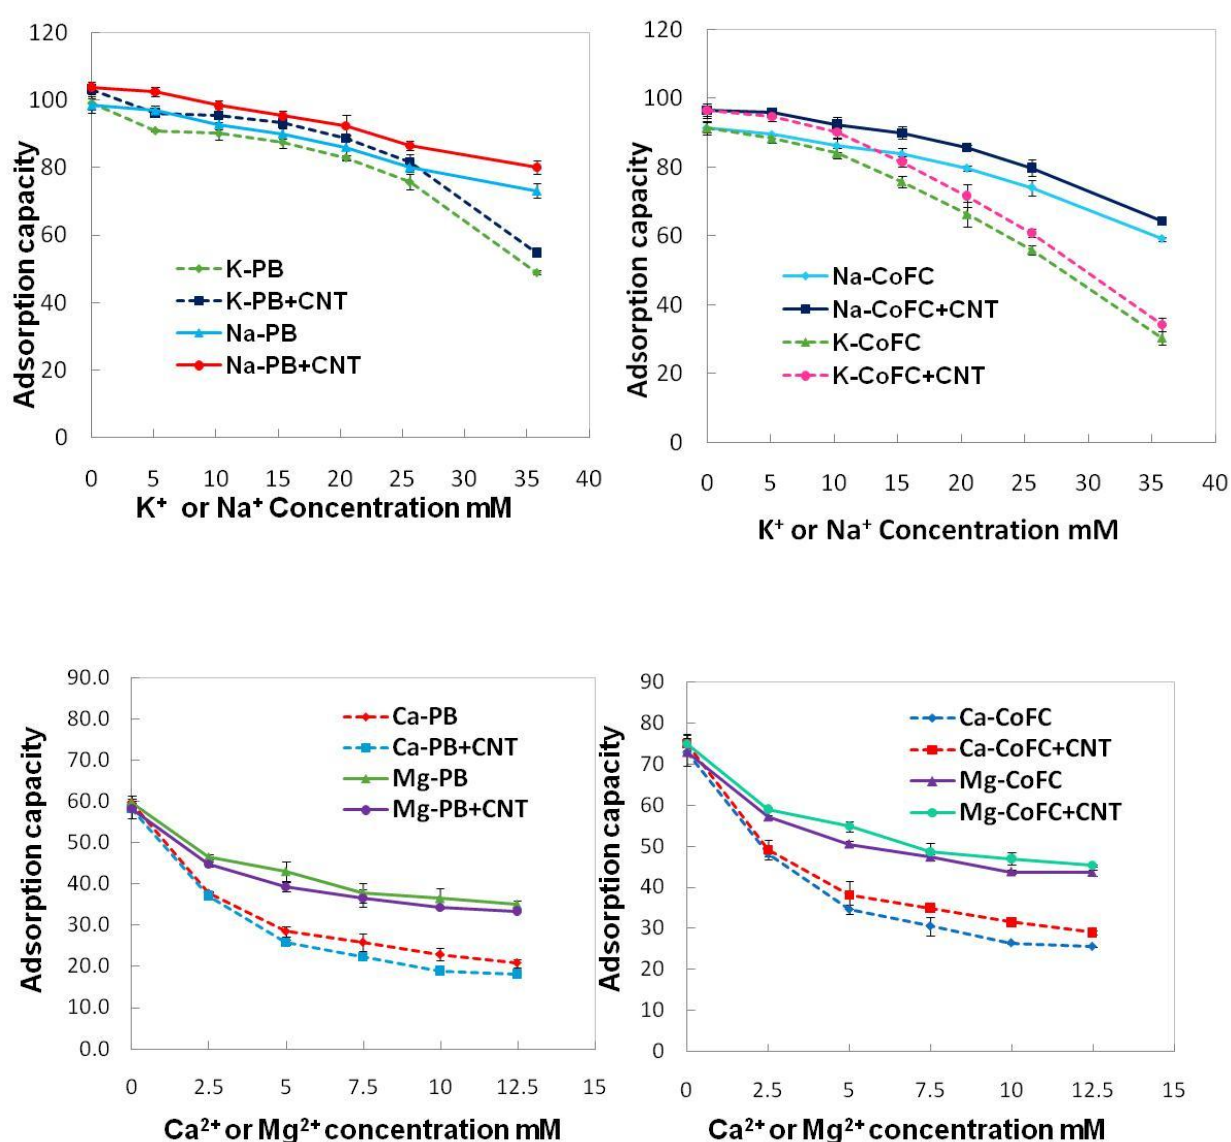 120
100
80
60
40
20
0
Adsorption capacity
K-PB
K-PB+CNT
Na-PB
Na-PB+CNT
0 5 10 15 20 25 30 35 40
K⁺ or Na⁺ Concentration mM
120
100
80
60
40
20
0
Adsorption capacity
Na-CoFC
Na-CoFC+CNT
K-CoFC
K-CoFC+CNT
0 5 10 15 20 25 30 35 40
K⁺ or Na⁺ Concentration mM
90.0
80.0
70.0
60.0
50.0
40.0
30.0
20.0
10.0
0.0
Adsorption capacity
Ca-PB
Ca-PB+CNT
Mg-PB
Mg-PB+CNT
0 2.5 5 7.5 10 12.5 15
Ca²⁺ or Mg²⁺ concentration mM
90
80
70
60
50
40
30
20
10
0
Adsorption capacity
Ca-CoFC
Ca-CoFC+CNT
Mg-CoFC
Mg-CoFC+CNT
0 2.5 5 7.5 10 12.5 15
Ca²⁺ or Mg²⁺ concentration mM